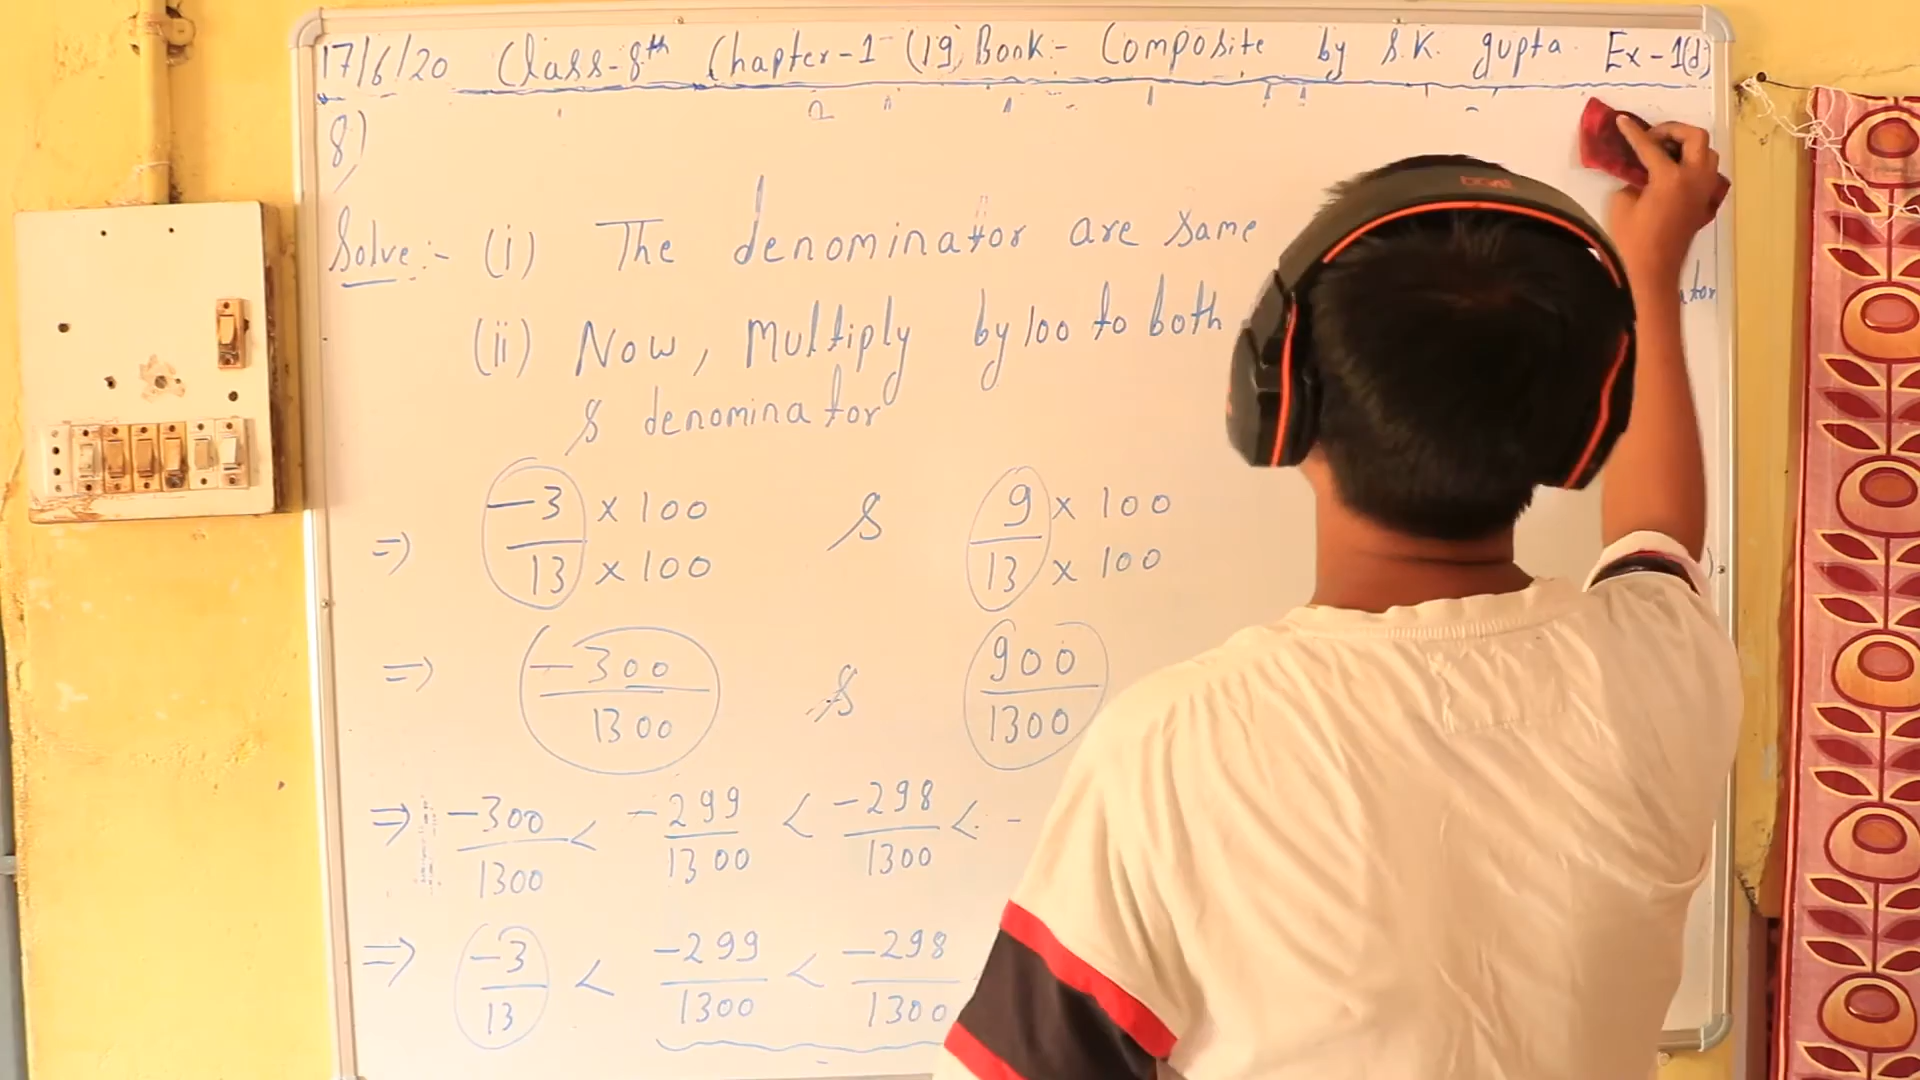 17/6/20 Class-8th Chapter-1 (19) Book:- Composite by S.K. gupta. Ex-1(d)
8)
Solve:- (i) The denominator are same
(ii) Now, Multiply by 100 to both
& denominator
=> -3/13 × 100/× 100 & 9/13 × 100/× 100
=> -300/1300 & 900/1300
=> -300/1300 < -299/1300 < -298/1300 < -
=> -3/13 < -299/1300 < -298/1300